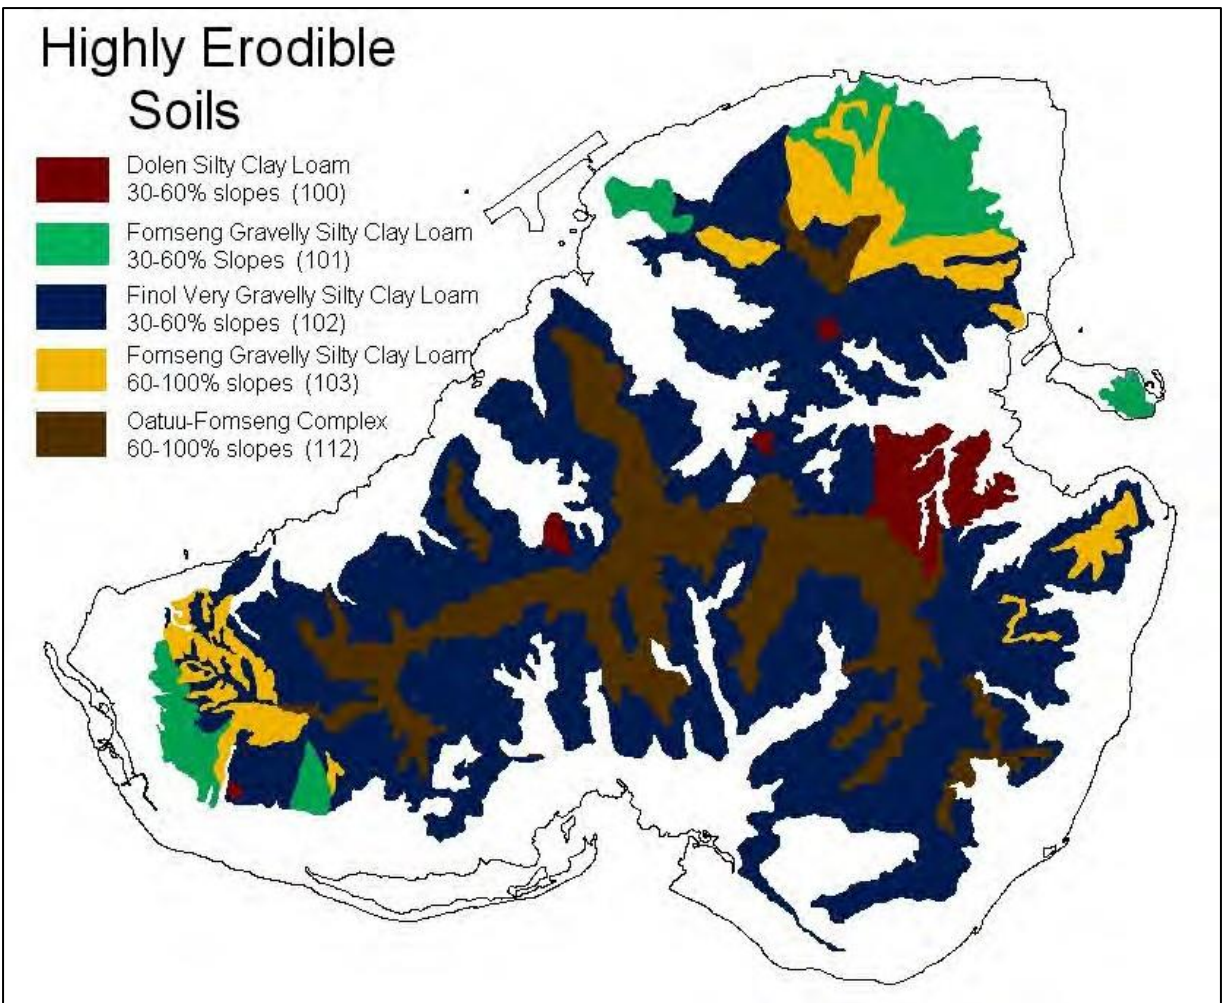 Highly Erodible
Soils
Dolen Silty Clay Loam
30-60% slopes (100)
Fomseng Gravelly Silty Clay Loam
30-60% Slopes (101)
Finol Very Gravelly Silty Clay Loam
30-60% slopes (102)
Fomseng Gravelly Silty Clay Loam
60-100% slopes (103)
Oatuu-Fomseng Complex
60-100% slopes (112)